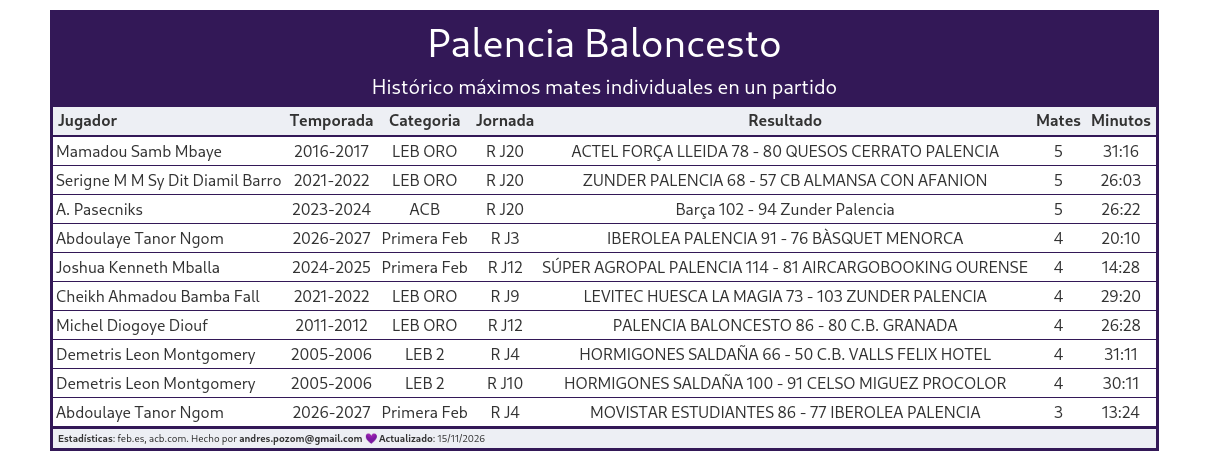 Palencia Baloncesto
Histórico máximos mates individuales en un partido
Jugador Temporada Categoria Jornada Resultado Mates Minutos
Mamadou Samb Mbaye 2016-2017 LEB ORO R J20 ACTEL FORÇA LLEIDA 78 - 80 QUESOS CERRATO PALENCIA 5 31:16
Serigne M M Sy Dit Diamil Barro 2021-2022 LEB ORO R J20 ZUNDER PALENCIA 68 - 57 CB ALMANSA CON AFANION 5 26:03
A. Pasecniks 2023-2024 ACB R J20 Barça 102 - 94 Zunder Palencia 5 26:22
Abdoulaye Tanor Ngom 2026-2027 Primera Feb R J3 IBEROLEA PALENCIA 91 - 76 BÀSQUET MENORCA 4 20:10
Joshua Kenneth Mballa 2024-2025 Primera Feb R J12 SÚPER AGROPAL PALENCIA 114 - 81 AIRCARGOBOOKING OURENSE 4 14:28
Cheikh Ahmadou Bamba Fall 2021-2022 LEB ORO R J9 LEVITEC HUESCA LA MAGIA 73 - 103 ZUNDER PALENCIA 4 29:20
Michel Diogoye Diouf 2011-2012 LEB ORO R J12 PALENCIA BALONCESTO 86 - 80 C.B. GRANADA 4 26:28
Demetris Leon Montgomery 2005-2006 LEB 2 R J4 HORMIGONES SALDAÑA 66 - 50 C.B. VALLS FELIX HOTEL 4 31:11
Demetris Leon Montgomery 2005-2006 LEB 2 R J10 HORMIGONES SALDAÑA 100 - 91 CELSO MIGUEZ PROCOLOR 4 30:11
Abdoulaye Tanor Ngom 2026-2027 Primera Feb R J4 MOVISTAR ESTUDIANTES 86 - 77 IBEROLEA PALENCIA 3 13:24
Estadísticas: feb.es, acb.com. Hecho por andres.pozom@gmail.com 💜 Actualizado: 15/11/2026